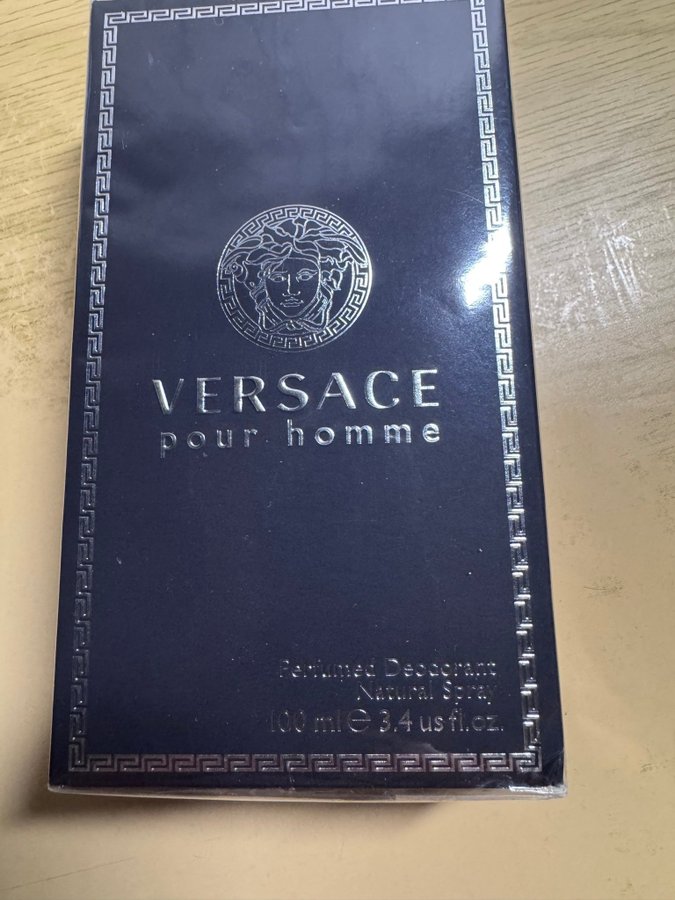 VERSACE
pour homme
Perfumed Deodorant
Natural Spray
100 ml ℮ 3.4 us fl.oz.